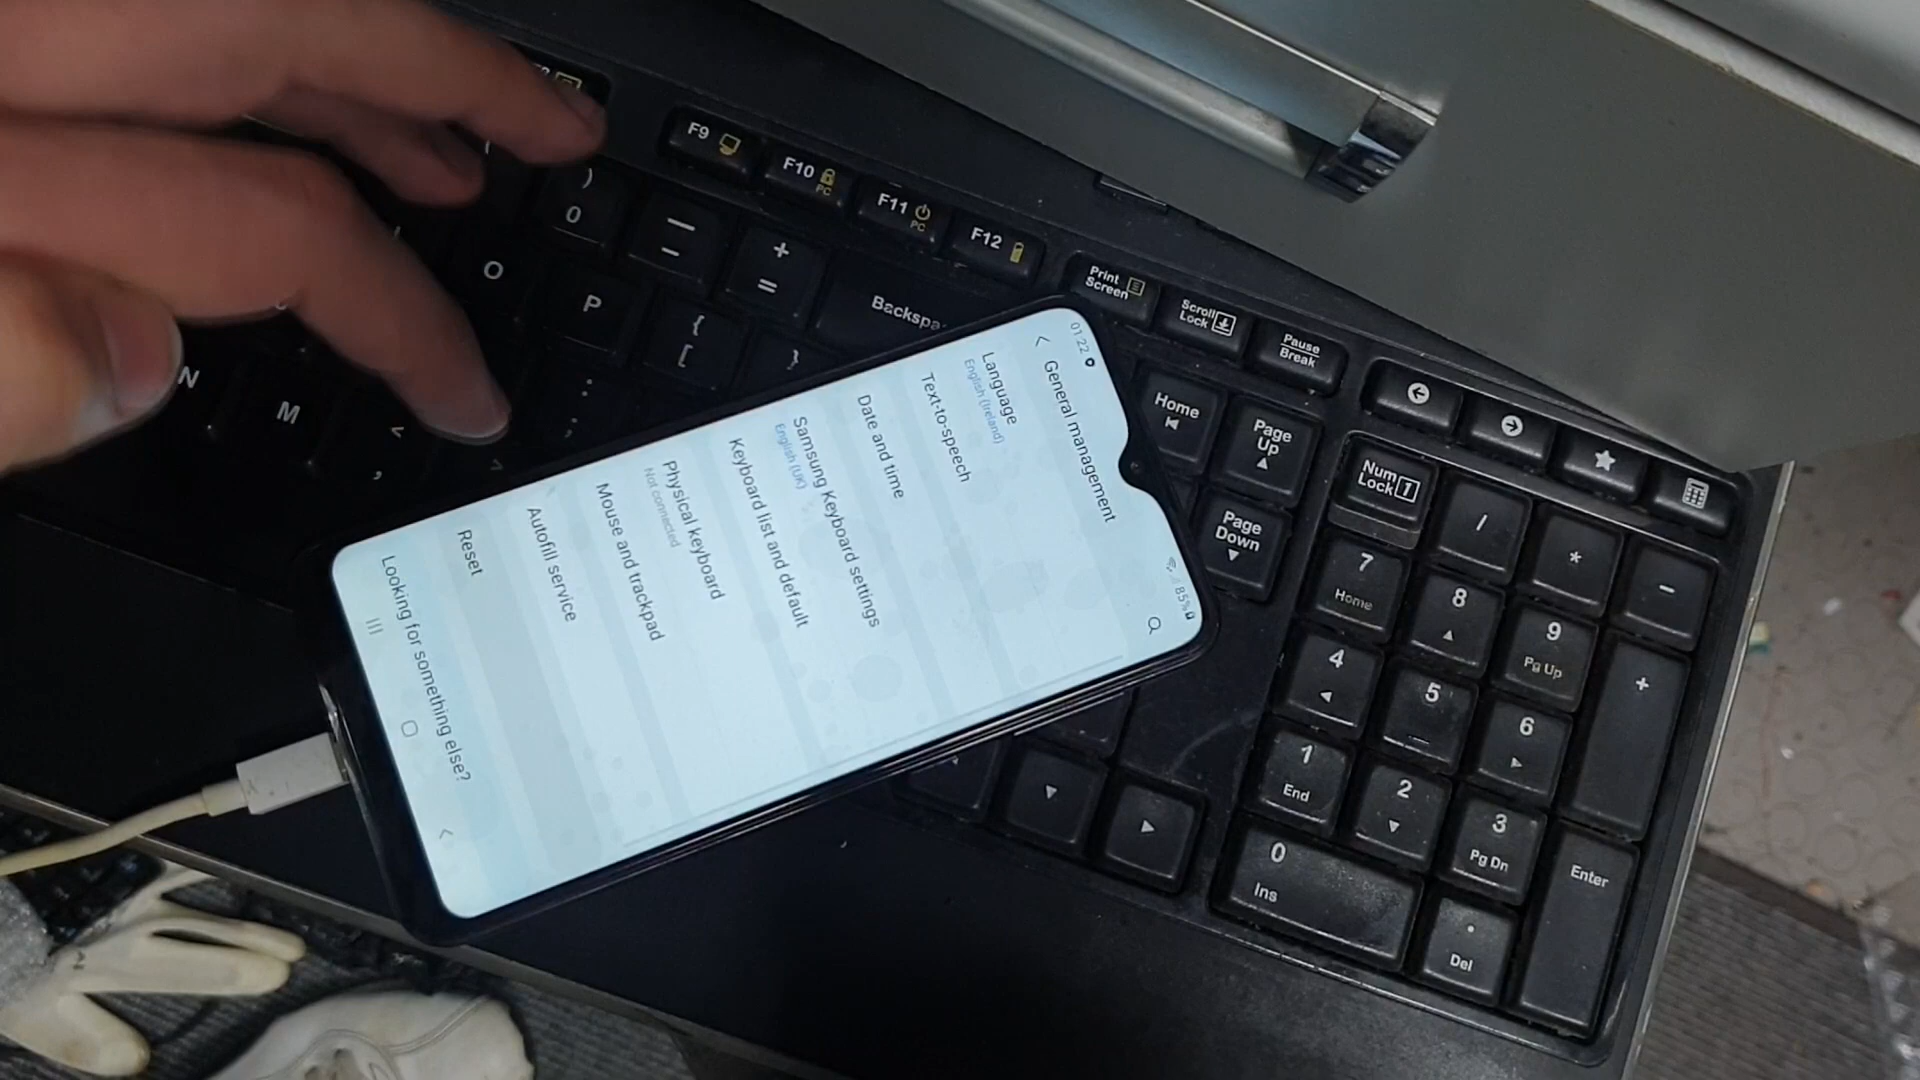 01:22
85%
General management
Language
English (Ireland)
Text-to-speech
Date and time
Samsung Keyboard settings
English (UK)
Keyboard list and default
Physical keyboard
Not connected
Mouse and trackpad
Autofill service
Reset
Looking for something else?
F9
F10
PC
F11
PC
F12
Print
Screen
Scroll
Lock
Pause
Break
)
0
—
-
+
=
Backspa
O
P
{
[
}
N
M
<
,
Home
Page
Up
Page
Down
Num
Lock 1
/
*
-
7
Home
8
9
Pg Up
+
4
5
6
1
End
2
3
Pg Dn
Enter
0
Ins
.
Del